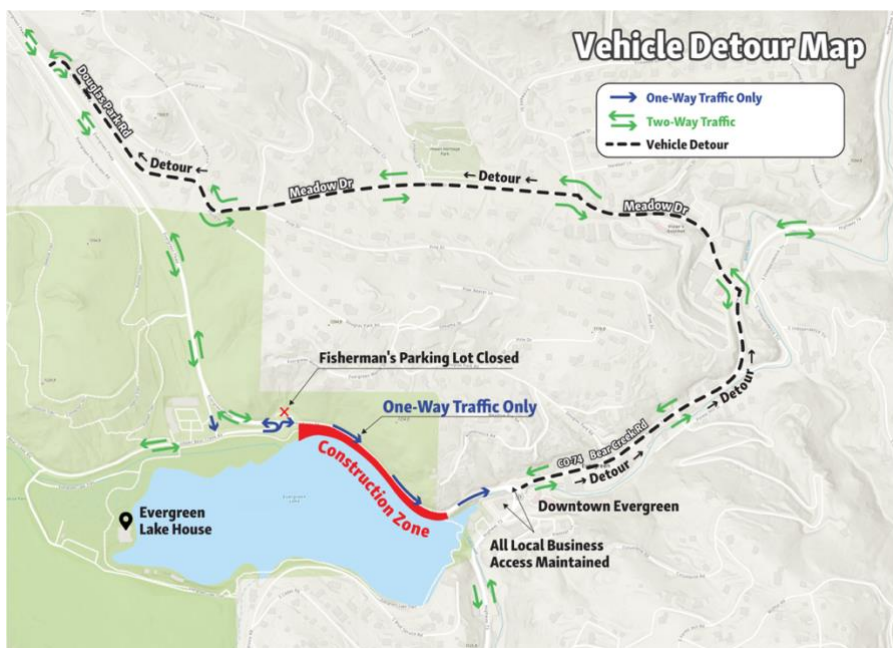 Vehicle Detour Map
One-Way Traffic Only
Two-Way Traffic
Vehicle Detour
Douglas Park Rd
← Detour ←
← Detour ←
Meadow Dr
Meadow Dr
Fisherman's Parking Lot Closed
One-Way Traffic Only
Construction Zone
→ Detour →
CO-74 Bear Creek Rd
→ Detour →
Downtown Evergreen
All Local Business
Access Maintained
Evergreen
Lake House